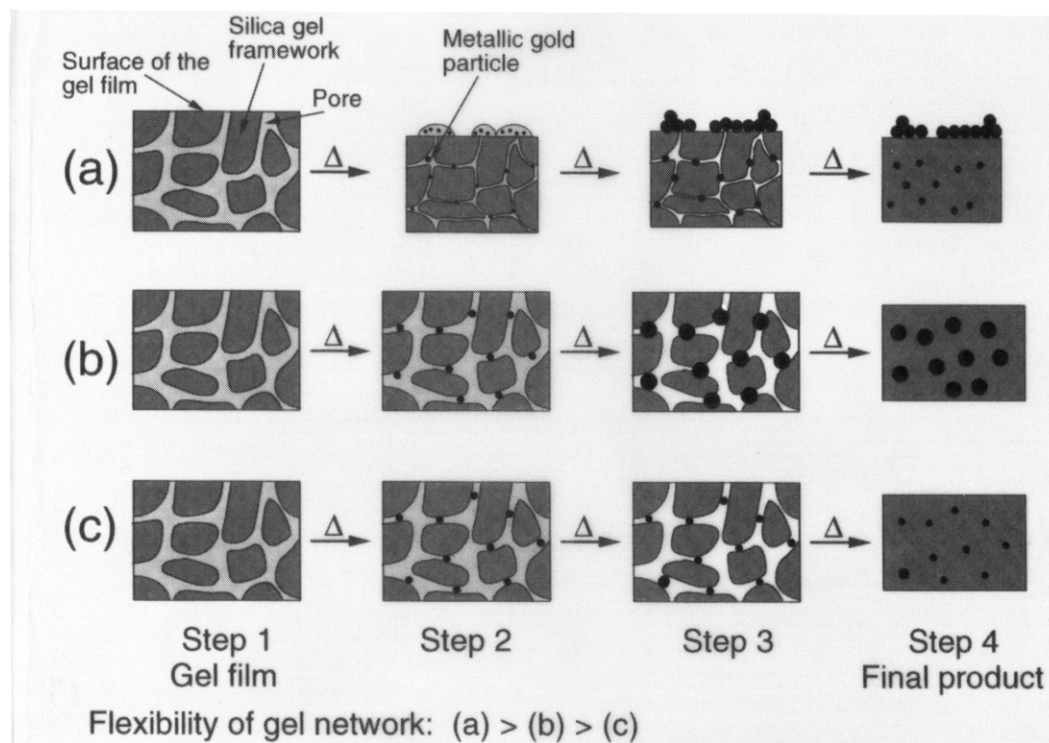 Silica gel
framework
Metallic gold
particle
Surface of the
gel film
Pore
(a)
Δ
Δ
Δ
(b)
Δ
Δ
Δ
(c)
Δ
Δ
Δ
Step 1
Gel film
Step 2
Step 3
Step 4
Final product
Flexibility of gel network: (a) > (b) > (c)